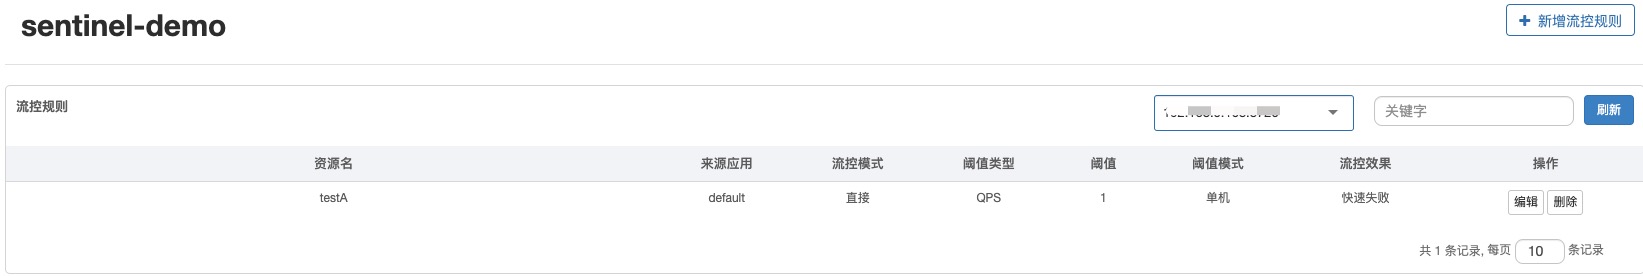 sentinel-demo
+ 新增流控规则
流控规则
关键字
刷新
资源名 来源应用 流控模式 阈值类型 阈值 阈值模式 流控效果 操作
testA default 直接 QPS 1 单机 快速失败 编辑 删除
共 1 条记录, 每页 10 条记录